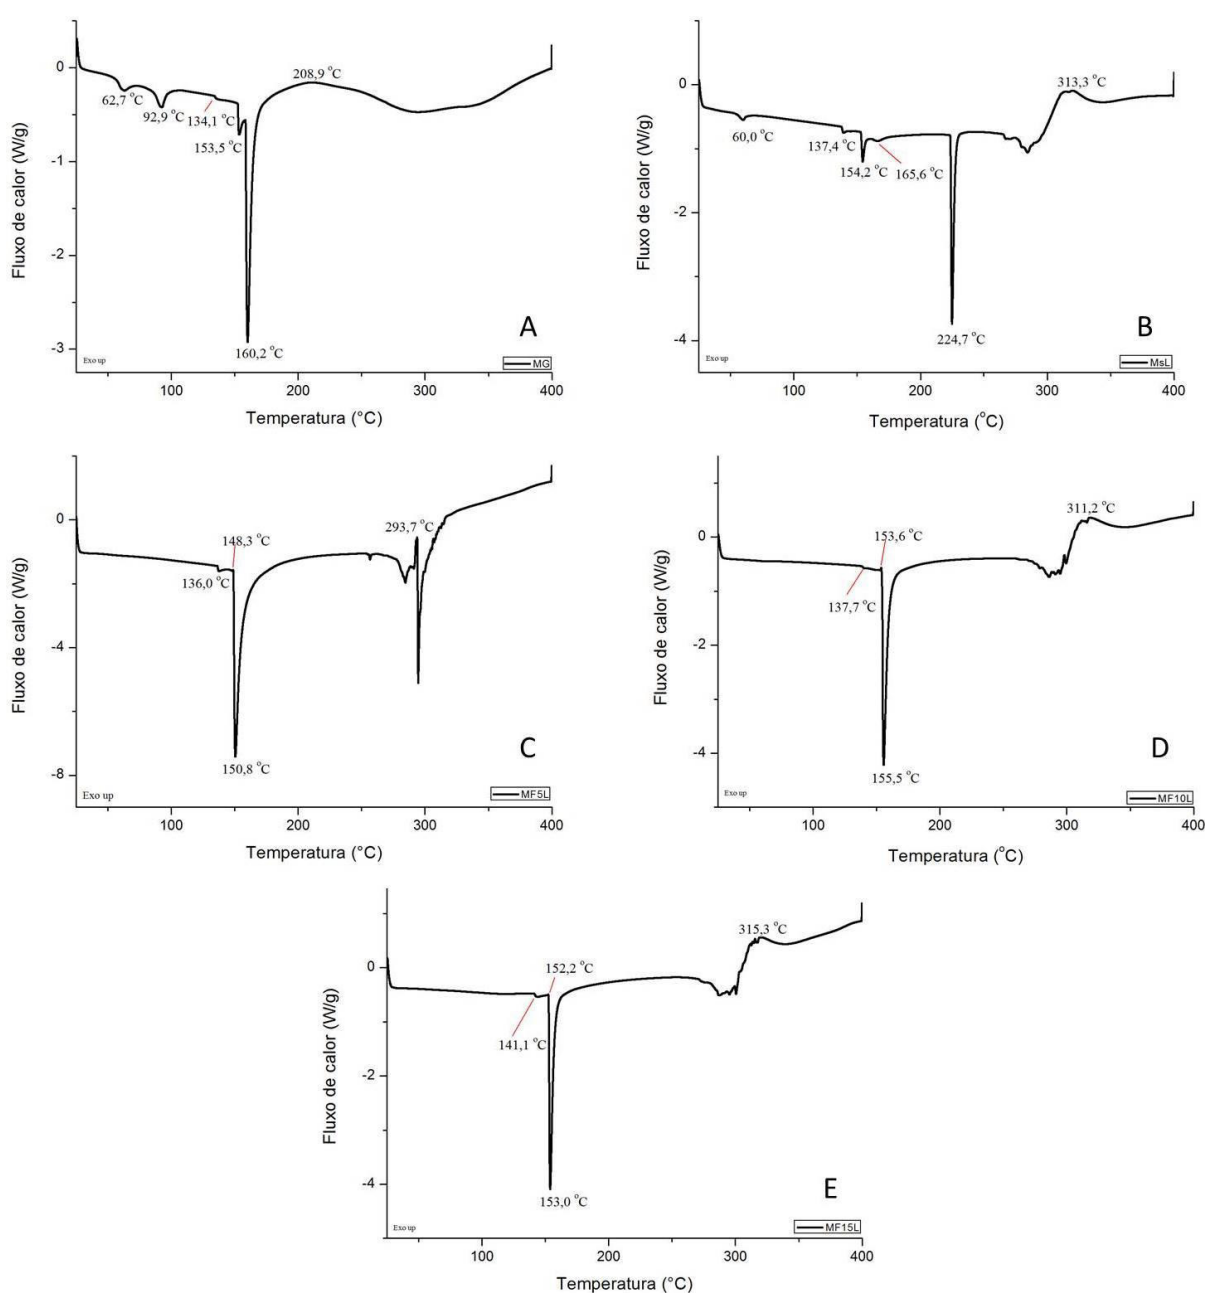 0
-1
-2
-3
Fluxo de calor (W/g)
208,9 °C
62,7 °C
92,9 °C
134,1 °C
153,5 °C
160,2 °C
A
Exo up
MG
100 200 300 400
Temperatura (°C)
0
-2
-4
Fluxo de calor (W/g)
313,3 °C
60,0 °C
137,4 °C
154,2 °C
165,6 °C
224,7 °C
B
Exo up
MsL
100 200 300 400
Temperatura (°C)
0
-4
-8
Fluxo de calor (W/g)
293,7 °C
148,3 °C
136,0 °C
150,8 °C
C
Exo up
MF5L
100 200 300 400
Temperatura (°C)
0
-2
-4
Fluxo de calor (W/g)
311,2 °C
153,6 °C
137,7 °C
155,5 °C
D
Exo up
MF10L
100 200 300 400
Temperatura (°C)
0
-2
-4
Fluxo de calor (W/g)
315,3 °C
152,2 °C
141,1 °C
153,0 °C
E
Exo up
MF15L
100 200 300 400
Temperatura (°C)